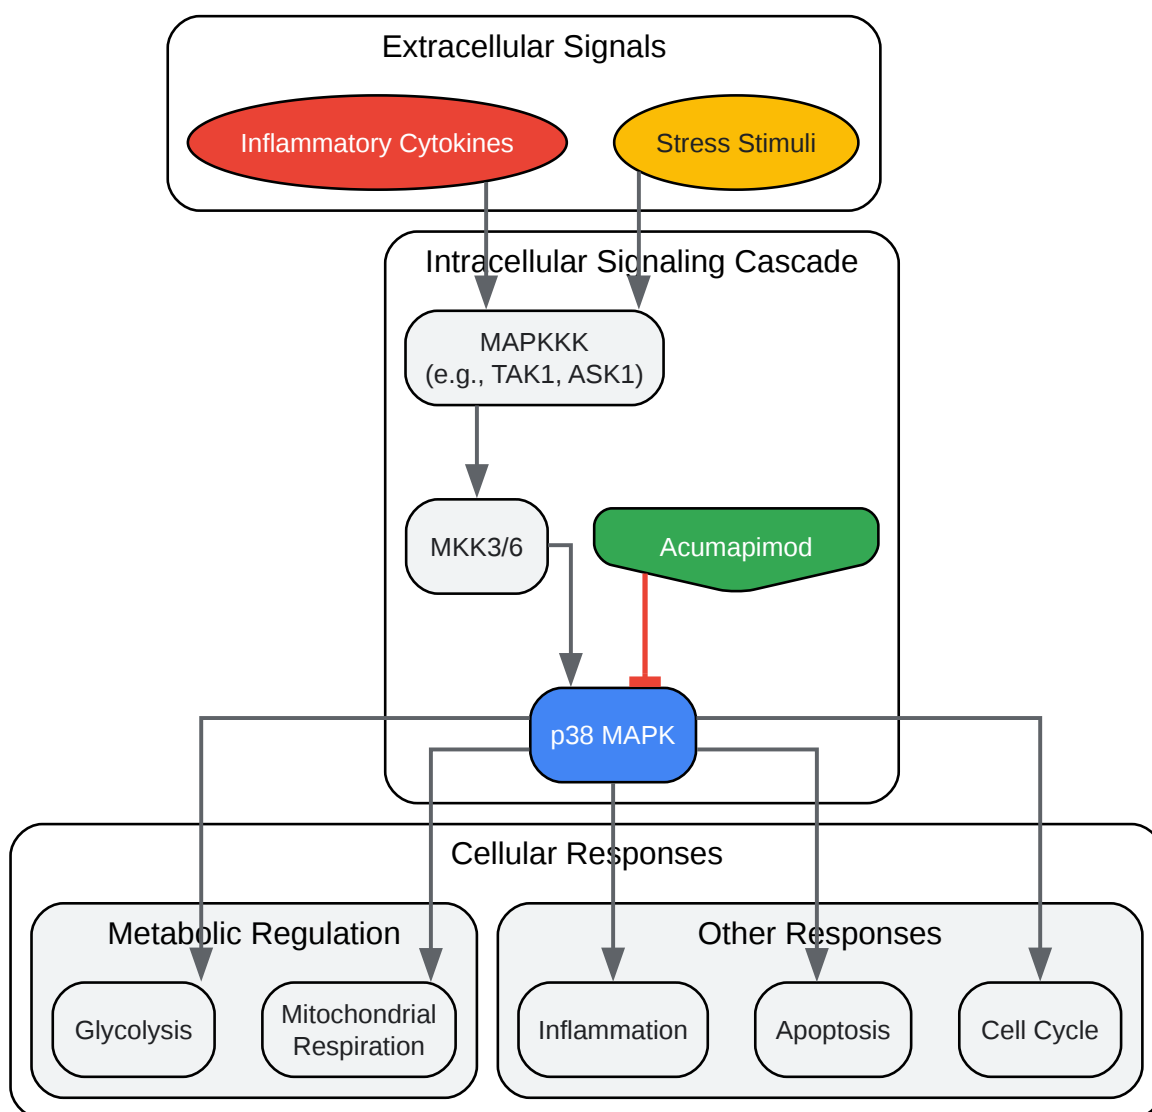 Extracellular Signals
Inflammatory Cytokines
Stress Stimuli
Intracellular Signaling Cascade
MAPKKK
(e.g., TAK1, ASK1)
MKK3/6
Acumapimod
p38 MAPK
Cellular Responses
Metabolic Regulation
Other Responses
Glycolysis
Mitochondrial
Respiration
Inflammation
Apoptosis
Cell Cycle